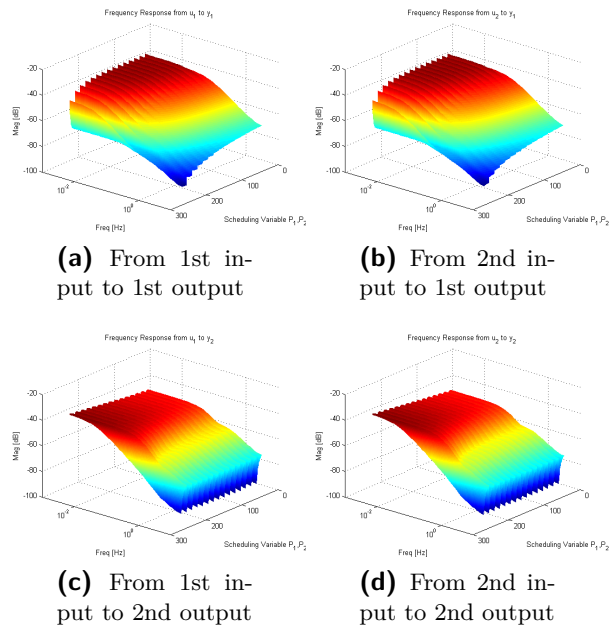 Frequency Response from u1 to y1
-20
-40
-60
-80
-100
Mag [dB]
10^-2
10^0
Freq [Hz]
300
200
100
0
Scheduling Variable P1,P2
(a) From 1st in-
put to 1st output
Frequency Response from u2 to y1
-20
-40
-60
-80
-100
Mag [dB]
10^-2
10^0
Freq [Hz]
300
200
100
0
Scheduling Variable P1,P2
(b) From 2nd in-
put to 1st output
Frequency Response from u1 to y2
-20
-40
-60
-80
-100
Mag [dB]
10^-2
10^0
Freq [Hz]
300
200
100
0
Scheduling Variable P1,P2
(c) From 1st in-
put to 2nd output
Frequency Response from u2 to y2
-20
-40
-60
-80
-100
Mag [dB]
10^-2
10^0
Freq [Hz]
300
200
100
0
Scheduling Variable P1,P2
(d) From 2nd in-
put to 2nd output